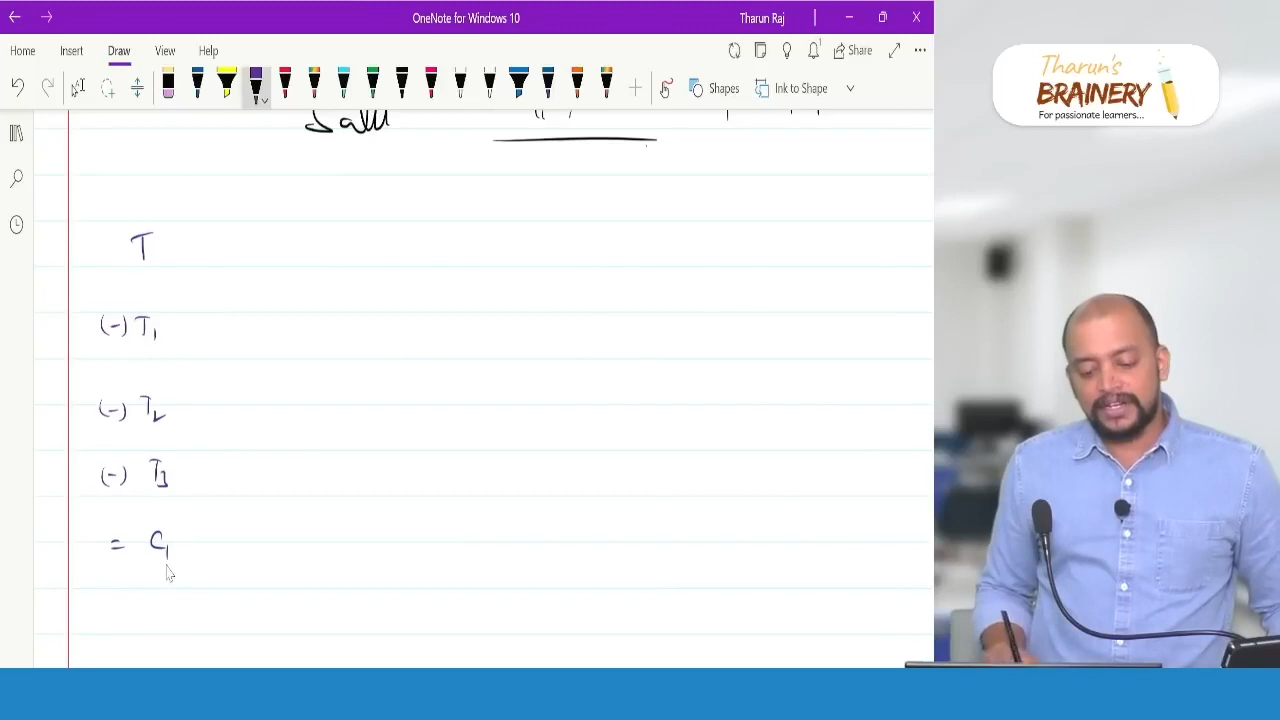 OneNote for Windows 10
Tharun Raj
Home Insert Draw View Help
Share
Shapes
Ink to Shape
Tharun's
BRAINERY
For passionate learners...
T
(-) T1
(-) T2
(-) T3
= C1